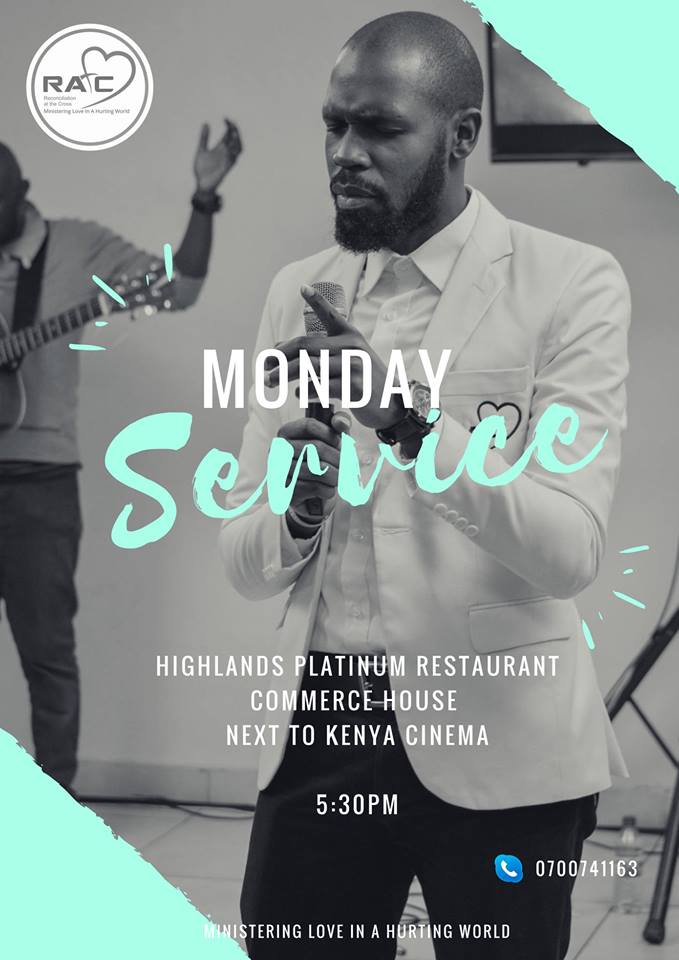 RAtC
Reconciliation
at the Cross
Ministering Love In A Hurting World
MONDAY
Service
HIGHLANDS PLATINUM RESTAURANT
COMMERCE HOUSE
NEXT TO KENYA CINEMA
5:30PM
0700741163
MINISTERING LOVE IN A HURTING WORLD